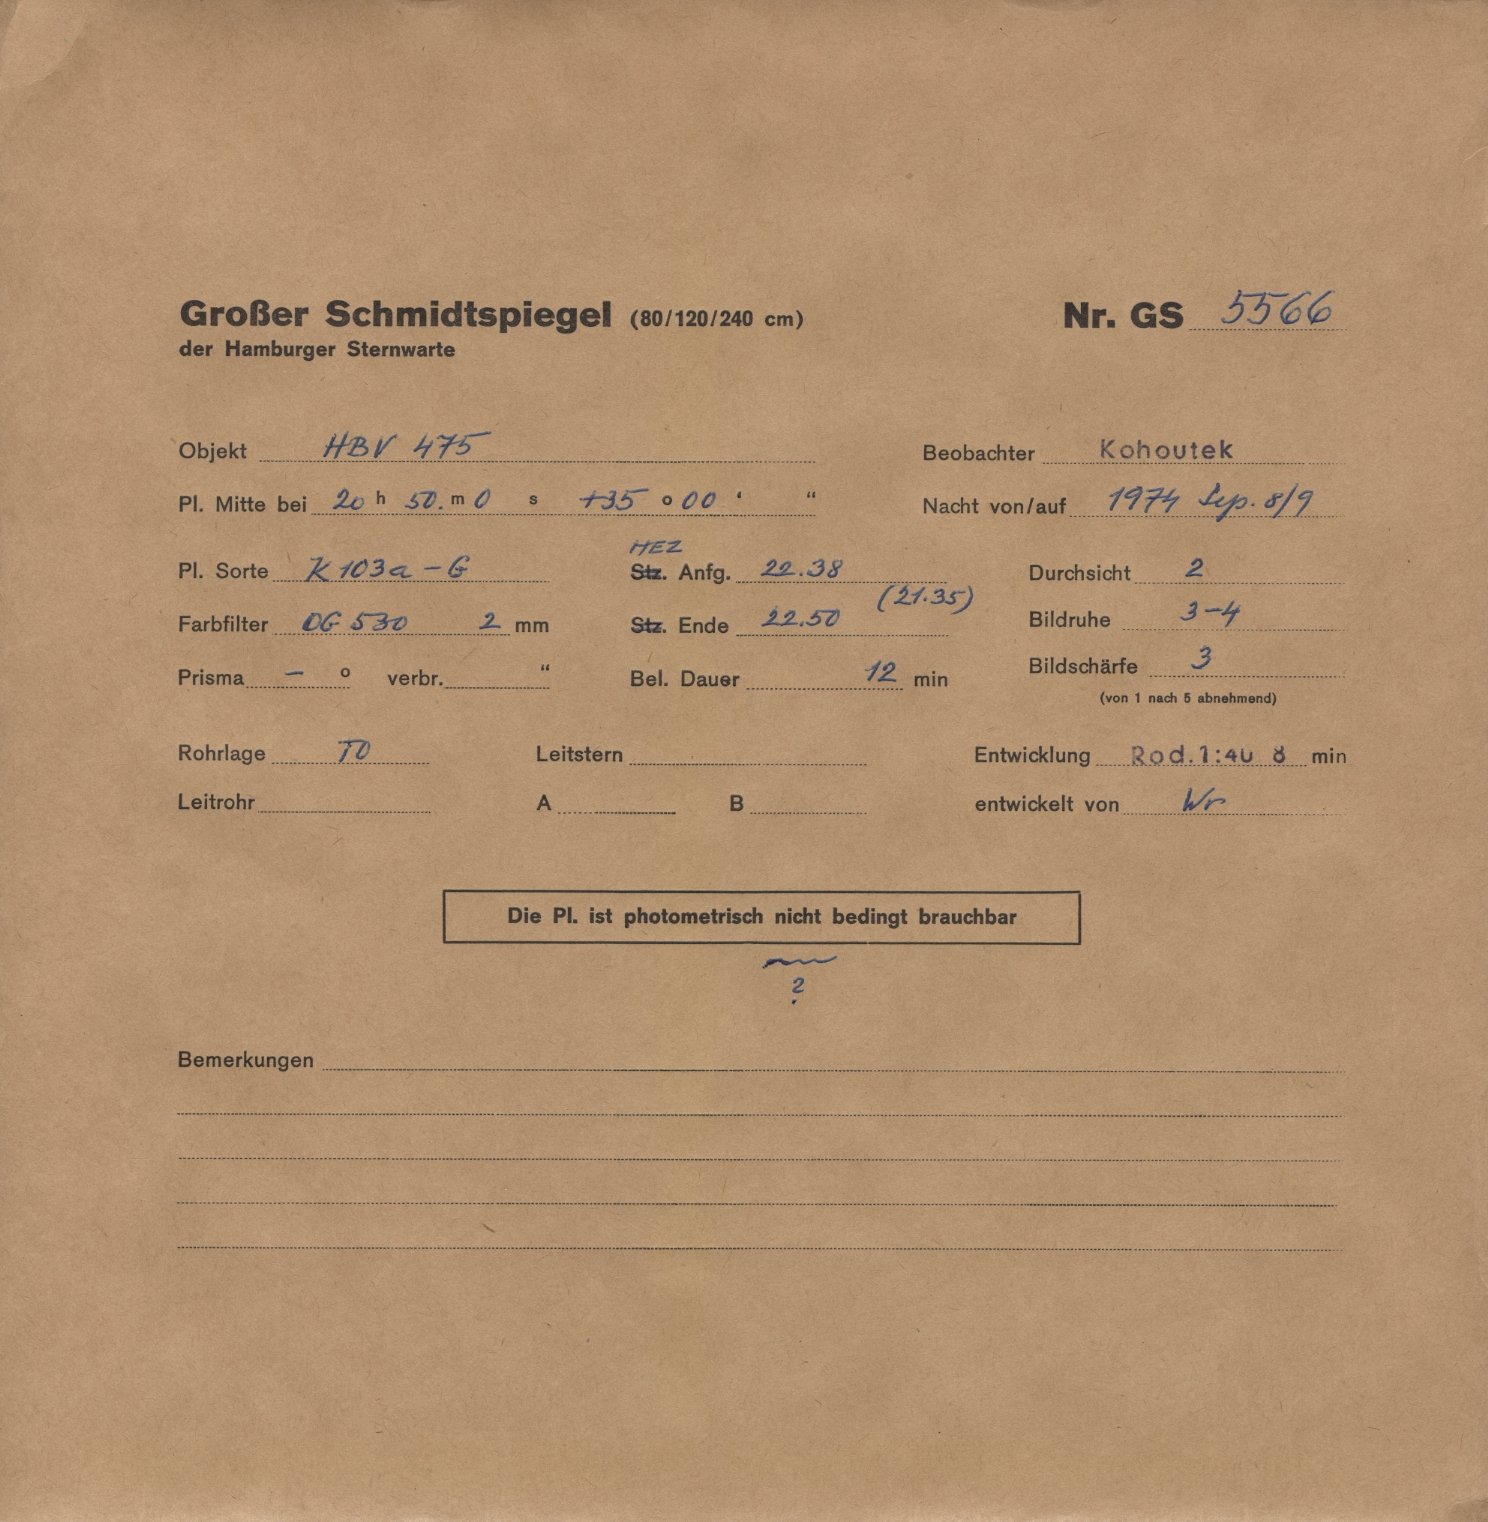 Großer Schmidtspiegel (80/120/240 cm) Nr. GS 5566
der Hamburger Sternwarte
Objekt HBV 475 Beobachter Kohoutek
Pl. Mitte bei 20 h 50. m 0 s +35 o 00 ‘ “ Nacht von/auf 1974 Sep. 8/9
MEZ
Pl. Sorte K 103a – G Stz. Anfg. 22.38 Durchsicht 2
(21.35)
Farbfilter OG 530 2 mm Stz. Ende 22.50 Bildruhe 3–4
Prisma – o verbr. “ Bel. Dauer 12 min Bildschärfe 3
(von 1 nach 5 abnehmend)
Rohrlage TO Leitstern Entwicklung Rod.1:40 8 min
Leitrohr A B entwickelt von Wr
Die Pl. ist photometrisch nicht bedingt brauchbar
?
Bemerkungen